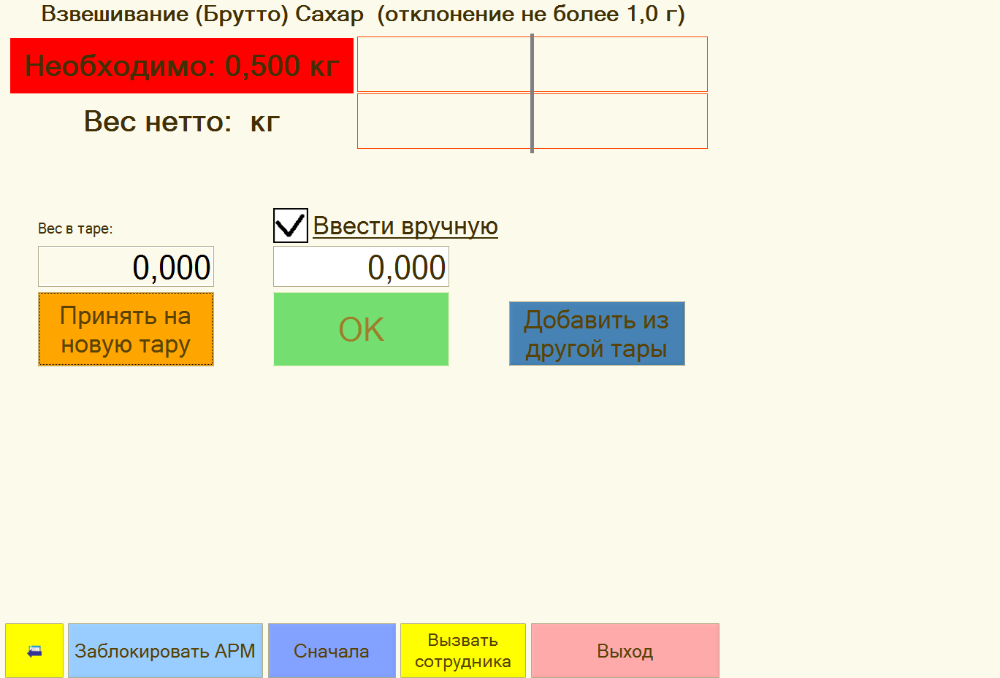 Взвешивание (Брутто) Сахар (отклонение не более 1,0 г)
Необходимо: 0,500 кг
Вес нетто: кг
Вес в таре:
Ввести вручную
0,000
0,000
Принять на
новую тару
OK
Добавить из
другой тары
Заблокировать АРМ
Сначала
Вызвать
сотрудника
Выход